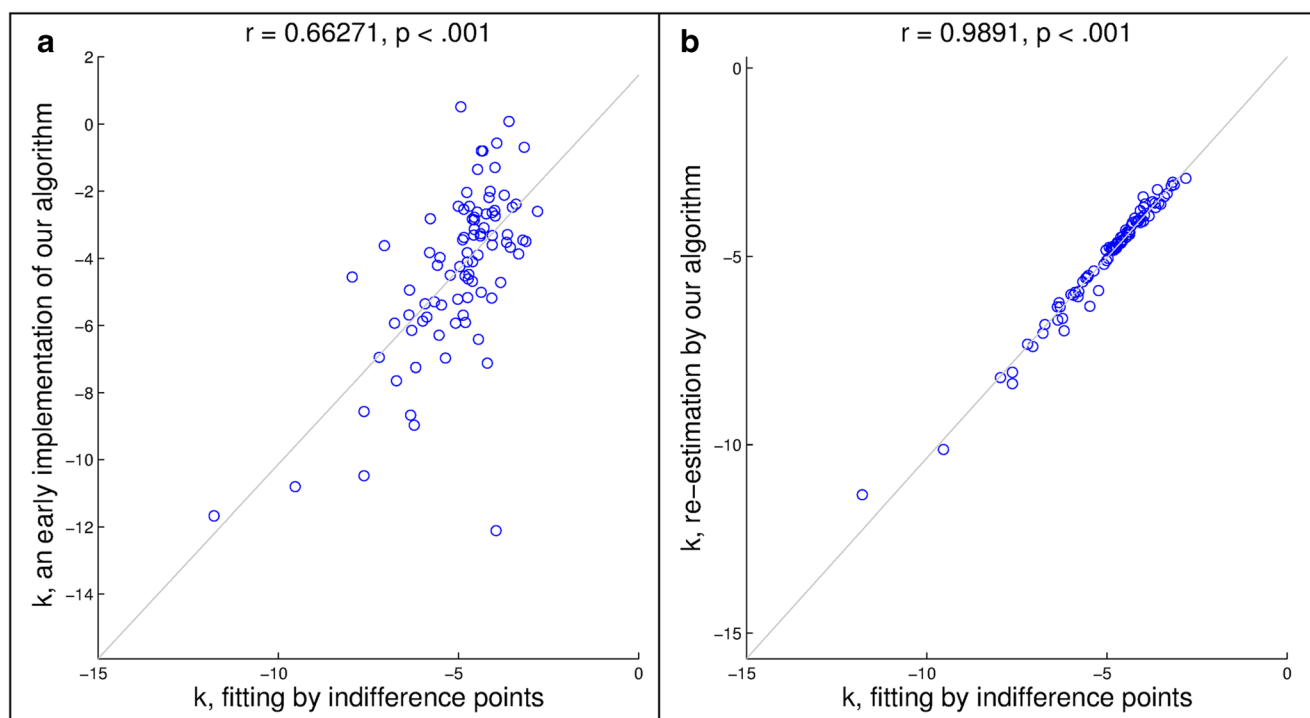 a
r = 0.66271, p < .001
k, an early implementation of our algorithm
2
0
−2
−4
−6
−8
−10
−12
−14
−15
−10
−5
0
k, fitting by indifference points
b
r = 0.9891, p < .001
k, re−estimation by our algorithm
0
−5
−10
−15
−15
−10
−5
0
k, fitting by indifference points